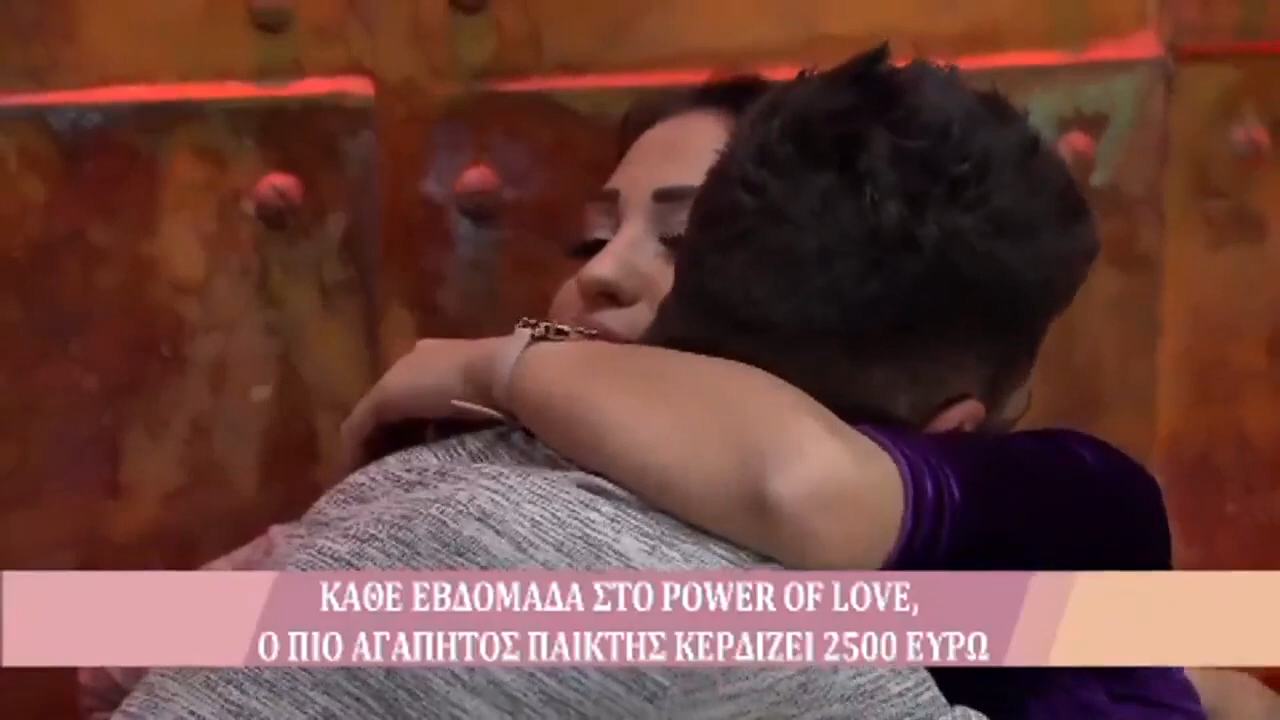 ΚΑΘΕ ΕΒΔΟΜΑΔΑ ΣΤΟ POWER OF LOVE,
Ο ΠΙΟ ΑΓΑΠΗΤΟΣ ΠΑΙΚΤΗΣ ΚΕΡΔΙΖΕΙ 2500 ΕΥΡΩ